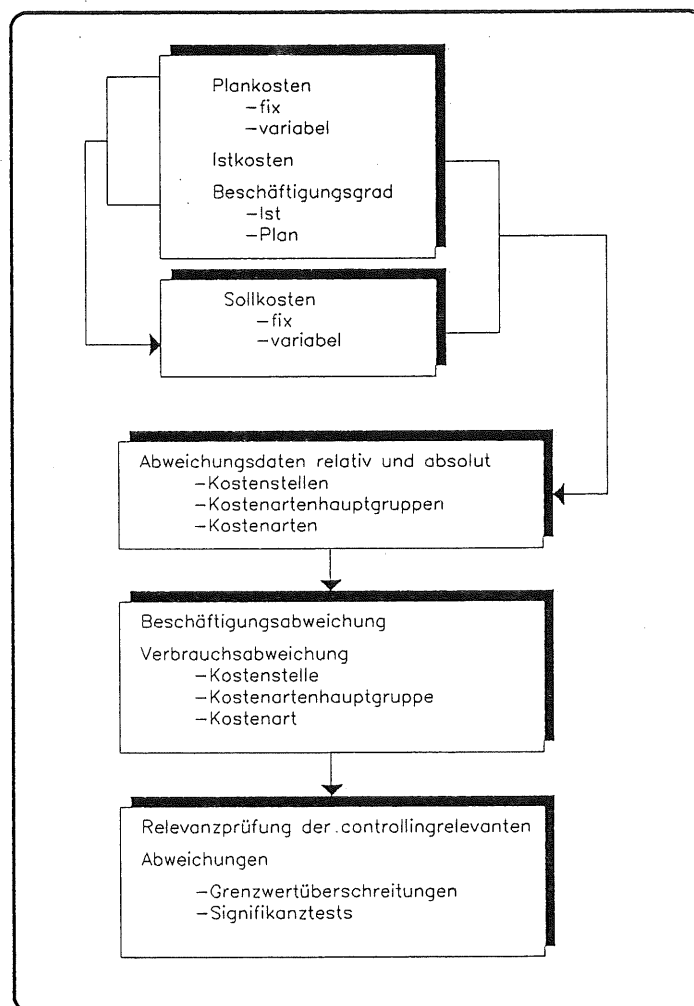 Plankosten
-fix
-variabel
Istkosten
Beschäftigungsgrad
-Ist
-Plan
Sollkosten
-fix
-variabel
Abweichungsdaten relativ und absolut
-Kostenstellen
-Kostenartenhauptgruppen
-Kostenarten
Beschäftigungsabweichung
Verbrauchsabweichung
-Kostenstelle
-Kostenartenhauptgruppe
-Kostenart
Relevanzprüfung der controllingrelevanten
Abweichungen
-Grenzwertüberschreitungen
-Signifikanztests